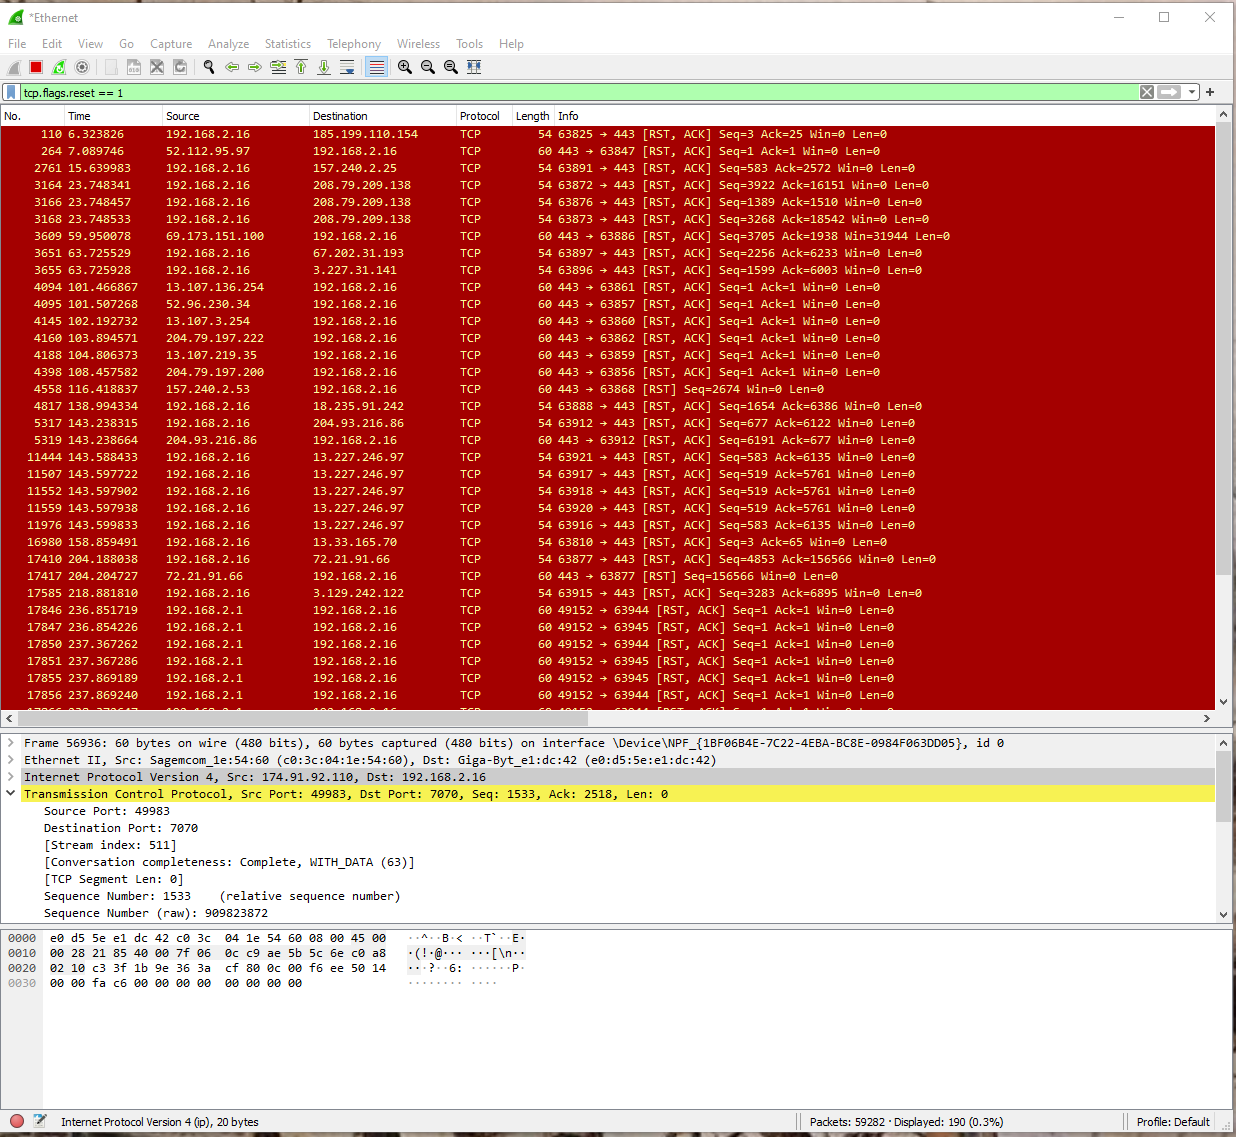 *Ethernet
File Edit View Go Capture Analyze Statistics Telephony Wireless Tools Help
tcp.flags.reset == 1
No. Time Source Destination Protocol Length Info
110 6.323826 192.168.2.16 185.199.110.154 TCP 54 63825 → 443 [RST, ACK] Seq=3 Ack=25 Win=0 Len=0
264 7.089746 52.112.95.97 192.168.2.16 TCP 60 443 → 63847 [RST, ACK] Seq=1 Ack=1 Win=0 Len=0
2761 15.639983 192.168.2.16 157.240.2.25 TCP 54 63891 → 443 [RST, ACK] Seq=583 Ack=2572 Win=0 Len=0
3164 23.748341 192.168.2.16 208.79.209.138 TCP 54 63872 → 443 [RST, ACK] Seq=3922 Ack=16151 Win=0 Len=0
3166 23.748457 192.168.2.16 208.79.209.138 TCP 54 63876 → 443 [RST, ACK] Seq=1389 Ack=1510 Win=0 Len=0
3168 23.748533 192.168.2.16 208.79.209.138 TCP 54 63873 → 443 [RST, ACK] Seq=3268 Ack=18542 Win=0 Len=0
3609 59.950078 69.173.151.100 192.168.2.16 TCP 60 443 → 63886 [RST, ACK] Seq=3705 Ack=1938 Win=31944 Len=0
3651 63.725529 192.168.2.16 67.202.31.193 TCP 54 63897 → 443 [RST, ACK] Seq=2256 Ack=6233 Win=0 Len=0
3655 63.725928 192.168.2.16 3.227.31.141 TCP 54 63896 → 443 [RST, ACK] Seq=1599 Ack=6003 Win=0 Len=0
4094 101.466867 13.107.136.254 192.168.2.16 TCP 60 443 → 63861 [RST, ACK] Seq=1 Ack=1 Win=0 Len=0
4095 101.507268 52.96.230.34 192.168.2.16 TCP 60 443 → 63857 [RST, ACK] Seq=1 Ack=1 Win=0 Len=0
4145 102.192732 13.107.3.254 192.168.2.16 TCP 60 443 → 63860 [RST, ACK] Seq=1 Ack=1 Win=0 Len=0
4160 103.894571 204.79.197.222 192.168.2.16 TCP 60 443 → 63862 [RST, ACK] Seq=1 Ack=1 Win=0 Len=0
4188 104.806373 13.107.219.35 192.168.2.16 TCP 60 443 → 63859 [RST, ACK] Seq=1 Ack=1 Win=0 Len=0
4398 108.457582 204.79.197.200 192.168.2.16 TCP 60 443 → 63856 [RST, ACK] Seq=1 Ack=1 Win=0 Len=0
4558 116.418837 157.240.2.53 192.168.2.16 TCP 60 443 → 63868 [RST] Seq=2674 Win=0 Len=0
4817 138.994334 192.168.2.16 18.235.91.242 TCP 54 63888 → 443 [RST, ACK] Seq=1654 Ack=6386 Win=0 Len=0
5317 143.238315 192.168.2.16 204.93.216.86 TCP 54 63912 → 443 [RST, ACK] Seq=677 Ack=6122 Win=0 Len=0
5319 143.238664 204.93.216.86 192.168.2.16 TCP 60 443 → 63912 [RST, ACK] Seq=6191 Ack=677 Win=0 Len=0
11444 143.588433 192.168.2.16 13.227.246.97 TCP 54 63921 → 443 [RST, ACK] Seq=583 Ack=6135 Win=0 Len=0
11507 143.597722 192.168.2.16 13.227.246.97 TCP 54 63917 → 443 [RST, ACK] Seq=519 Ack=5761 Win=0 Len=0
11552 143.597902 192.168.2.16 13.227.246.97 TCP 54 63918 → 443 [RST, ACK] Seq=519 Ack=5761 Win=0 Len=0
11559 143.597938 192.168.2.16 13.227.246.97 TCP 54 63920 → 443 [RST, ACK] Seq=519 Ack=5761 Win=0 Len=0
11976 143.599833 192.168.2.16 13.227.246.97 TCP 54 63916 → 443 [RST, ACK] Seq=583 Ack=6135 Win=0 Len=0
16980 158.859491 192.168.2.16 13.33.165.70 TCP 54 63810 → 443 [RST, ACK] Seq=3 Ack=65 Win=0 Len=0
17410 204.188038 192.168.2.16 72.21.91.66 TCP 54 63877 → 443 [RST, ACK] Seq=4853 Ack=156566 Win=0 Len=0
17417 204.204727 72.21.91.66 192.168.2.16 TCP 60 443 → 63877 [RST] Seq=156566 Win=0 Len=0
17585 218.881810 192.168.2.16 3.129.242.122 TCP 54 63915 → 443 [RST, ACK] Seq=3283 Ack=6895 Win=0 Len=0
17846 236.851719 192.168.2.1 192.168.2.16 TCP 60 49152 → 63944 [RST, ACK] Seq=1 Ack=1 Win=0 Len=0
17847 236.854226 192.168.2.1 192.168.2.16 TCP 60 49152 → 63945 [RST, ACK] Seq=1 Ack=1 Win=0 Len=0
17850 237.367262 192.168.2.1 192.168.2.16 TCP 60 49152 → 63944 [RST, ACK] Seq=1 Ack=1 Win=0 Len=0
17851 237.367286 192.168.2.1 192.168.2.16 TCP 60 49152 → 63945 [RST, ACK] Seq=1 Ack=1 Win=0 Len=0
17855 237.869189 192.168.2.1 192.168.2.16 TCP 60 49152 → 63945 [RST, ACK] Seq=1 Ack=1 Win=0 Len=0
17856 237.869240 192.168.2.1 192.168.2.16 TCP 60 49152 → 63944 [RST, ACK] Seq=1 Ack=1 Win=0 Len=0
Frame 56936: 60 bytes on wire (480 bits), 60 bytes captured (480 bits) on interface \Device\NPF_{1BF06B4E-7C22-4EBA-BC8E-0984F063DD05}, id 0
Ethernet II, Src: Sagemcom_1e:54:60 (c0:3c:04:1e:54:60), Dst: Giga-Byt_e1:dc:42 (e0:d5:5e:e1:dc:42)
Internet Protocol Version 4, Src: 174.91.92.110, Dst: 192.168.2.16
Transmission Control Protocol, Src Port: 49983, Dst Port: 7070, Seq: 1533, Ack: 2518, Len: 0
Source Port: 49983
Destination Port: 7070
[Stream index: 511]
[Conversation completeness: Complete, WITH_DATA (63)]
[TCP Segment Len: 0]
Sequence Number: 1533 (relative sequence number)
Sequence Number (raw): 909823872
0000 e0 d5 5e e1 dc 42 c0 3c 04 1e 54 60 08 00 45 00 ··^··B·< ··T`··E·
0010 00 28 21 85 40 00 7f 06 0c c9 ae 5b 5c 6e c0 a8 ·(!·@··· ···[\n··
0020 02 10 c3 3f 1b 9e 36 3a cf 80 0c 00 f6 ee 50 14 ···?··6: ······P·
0030 00 00 fa c6 00 00 00 00 00 00 00 00 ········ ····
Internet Protocol Version 4 (ip), 20 bytes
Packets: 59282 · Displayed: 190 (0.3%)
Profile: Default